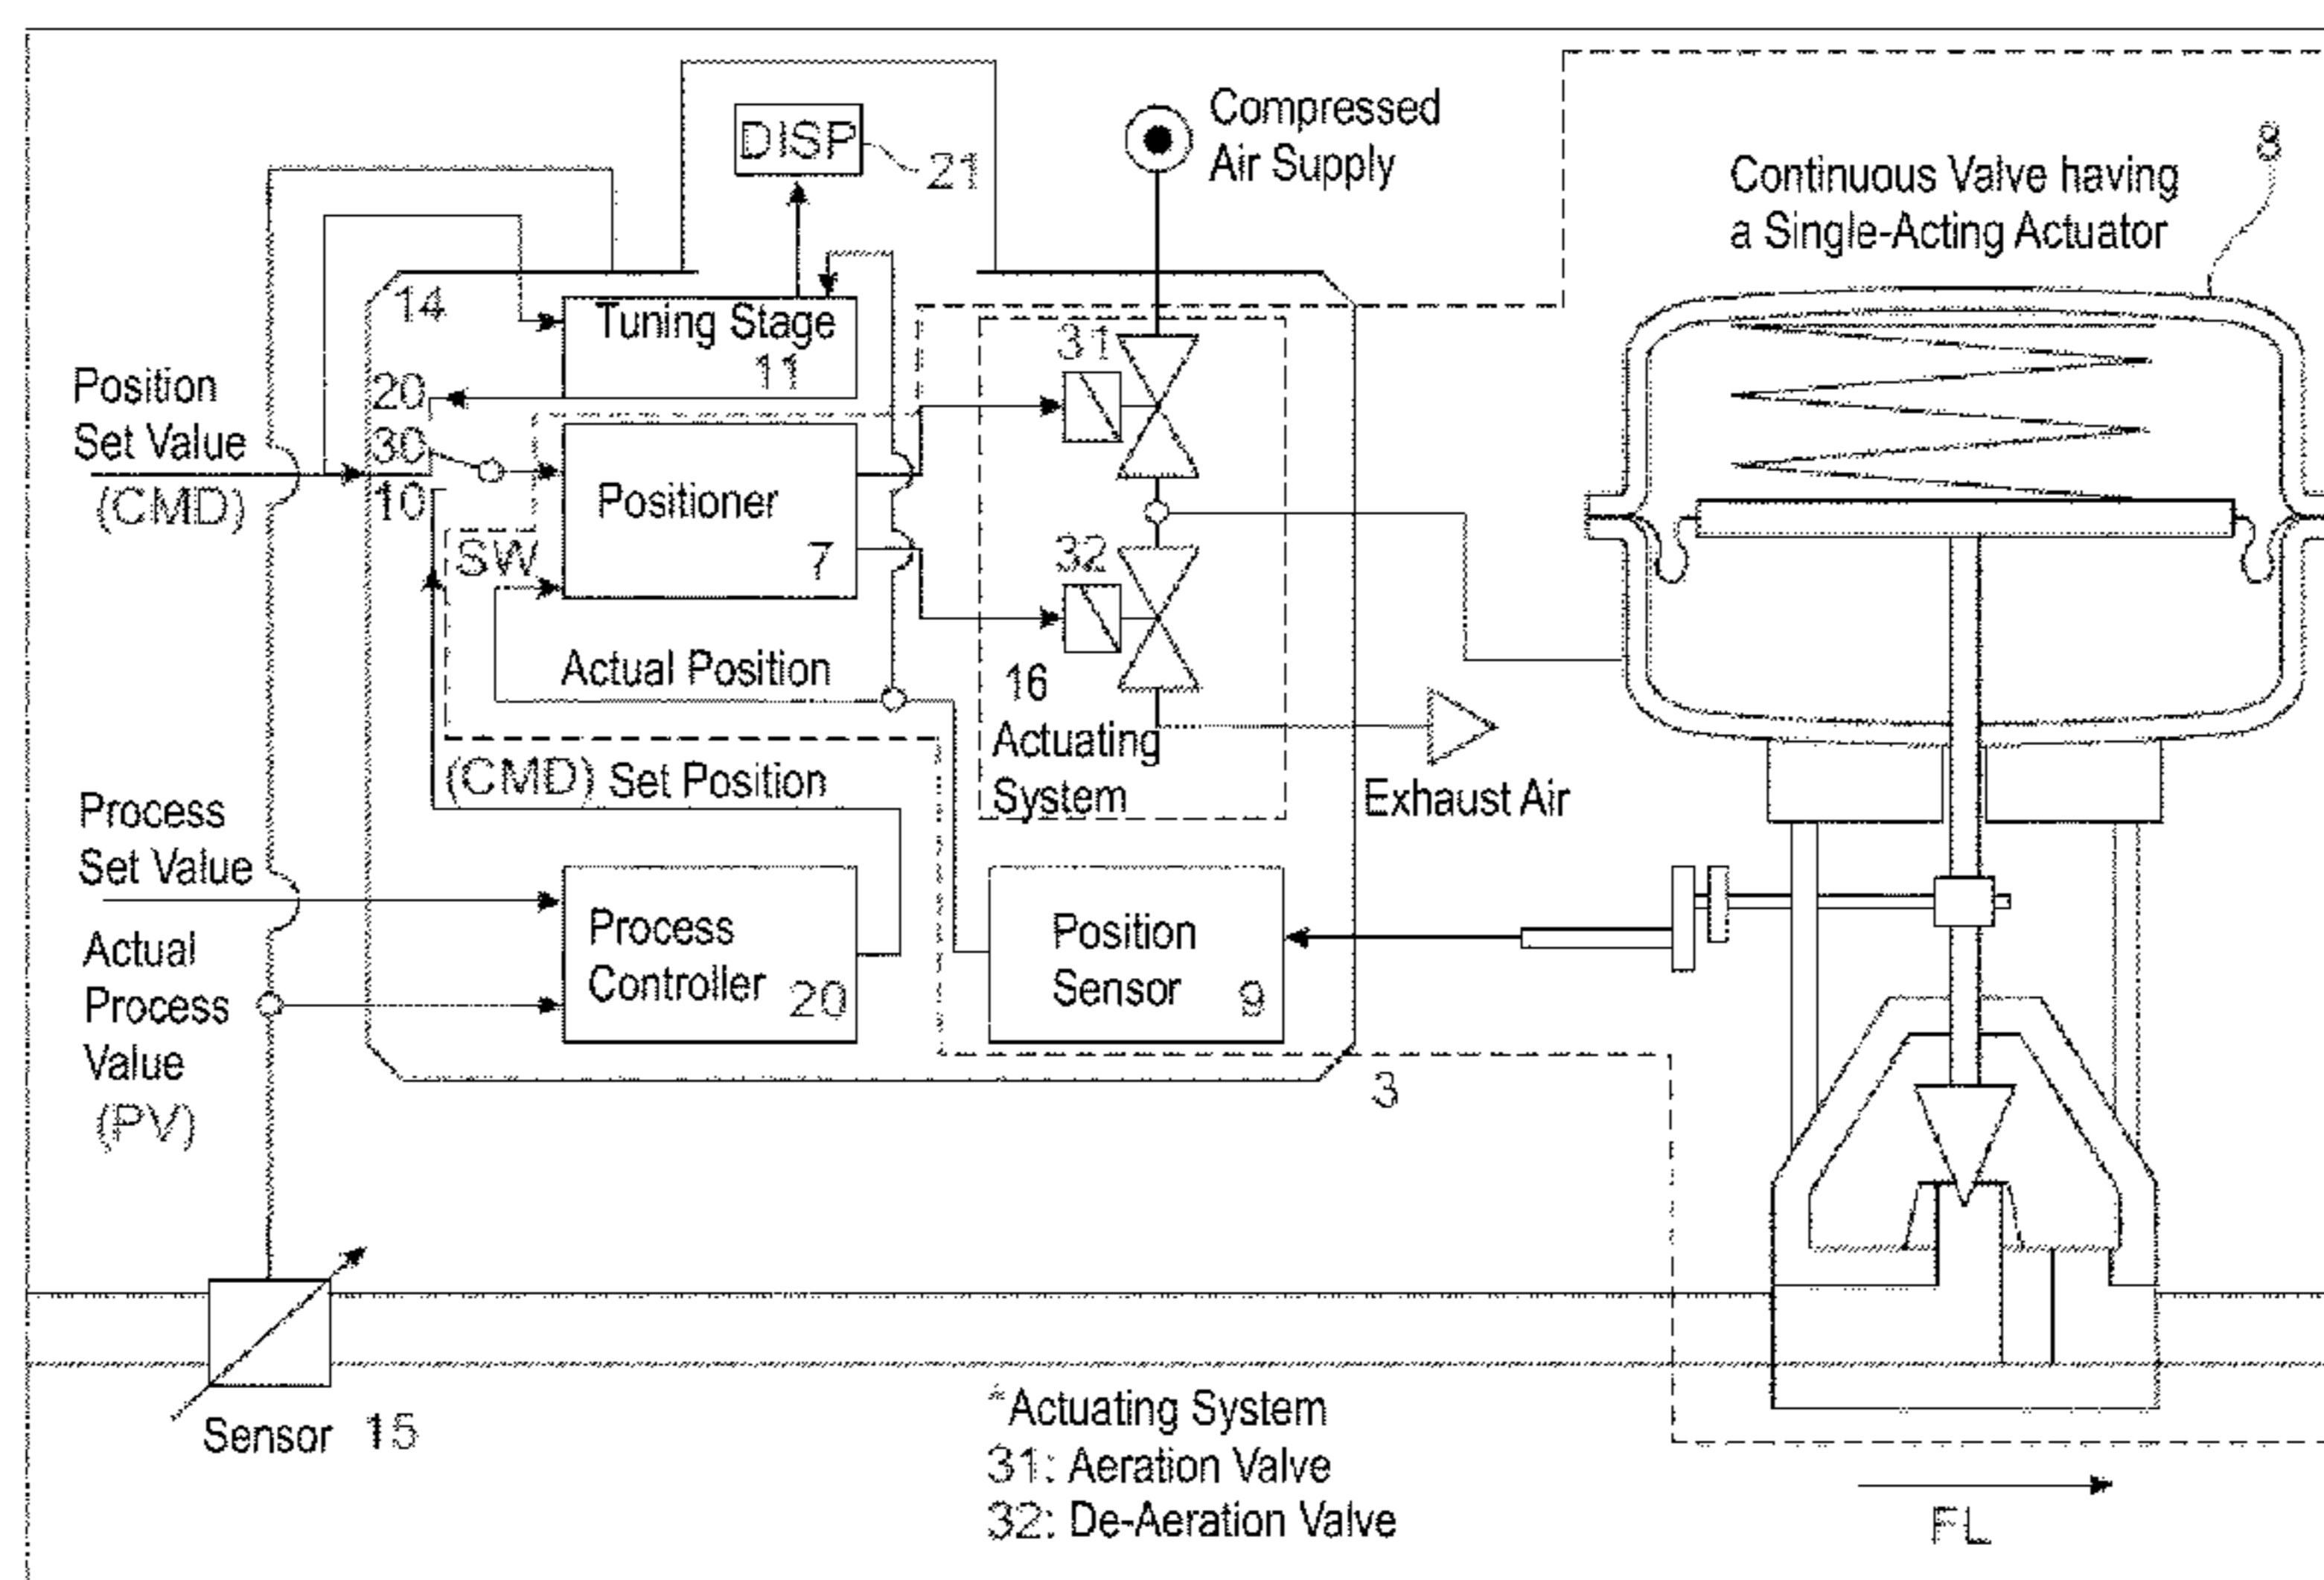 DISP
21
Compressed
Air Supply
8
Continuous Valve having
a Single-Acting Actuator
14
Tuning Stage
11
31
Position
Set Value
(CMD)
20
30
10
Positioner
7
SW
32
Actual Position
16
Actuating
System
(CMD) Set Position
Exhaust Air
Process
Set Value
Process
Controller 20
Position
Sensor 9
Actual
Process
Value
(PV)
3
Sensor 15
*Actuating System
31: Aeration Valve
32: De-Aeration Valve
FL